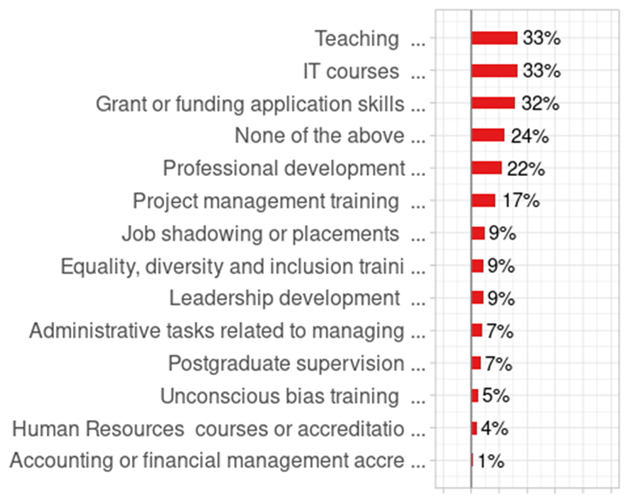 Teaching ... 33%
IT courses ... 33%
Grant or funding application skills ... 32%
None of the above ... 24%
Professional development ... 22%
Project management training ... 17%
Job shadowing or placements ... 9%
Equality, diversity and inclusion traini ... 9%
Leadership development ... 9%
Administrative tasks related to managing ... 7%
Postgraduate supervision ... 7%
Unconscious bias training ... 5%
Human Resources  courses or accreditatio ... 4%
Accounting or financial management accre ... 1%